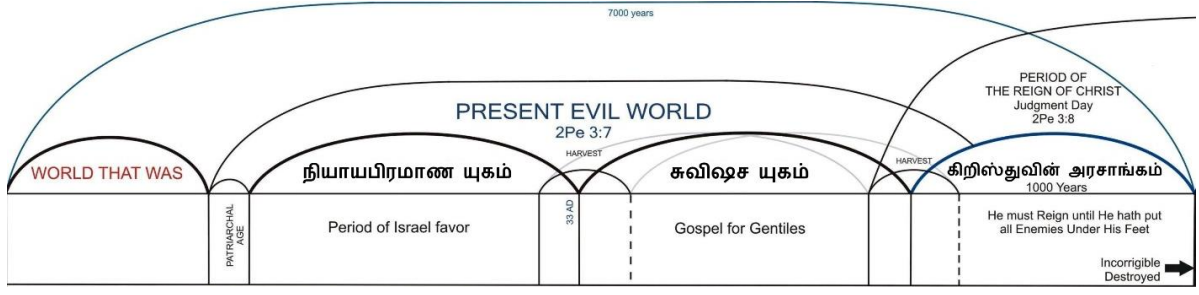 7000 years
PERIOD OF
THE REIGN OF CHRIST
Judgment Day
2Pe 3:8
PRESENT EVIL WORLD
2Pe 3:7
HARVEST
HARVEST
WORLD THAT WAS
நியாயபிரமாண யுகம்
சுவிஷச யுகம்
கிறிஸ்துவின் அரசாங்கம்
1000 Years
PATRIARCHAL
AGE
Period of Israel favor
33 AD
Gospel for Gentiles
He must Reign until He hath put
all Enemies Under His Feet
Incorrigible
Destroyed